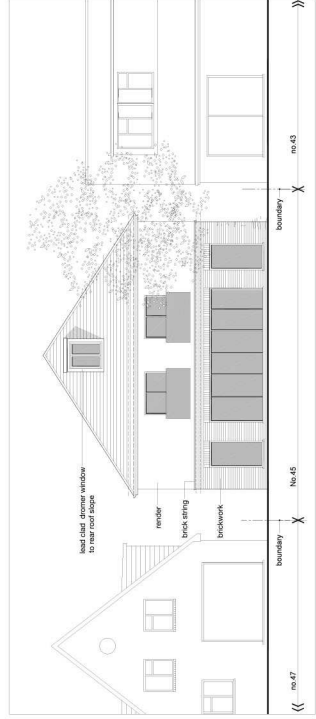 lead clad dromer window
to rear roof slope
render
brick string
brickwork
no.47
boundary
No.45
boundary
no.43